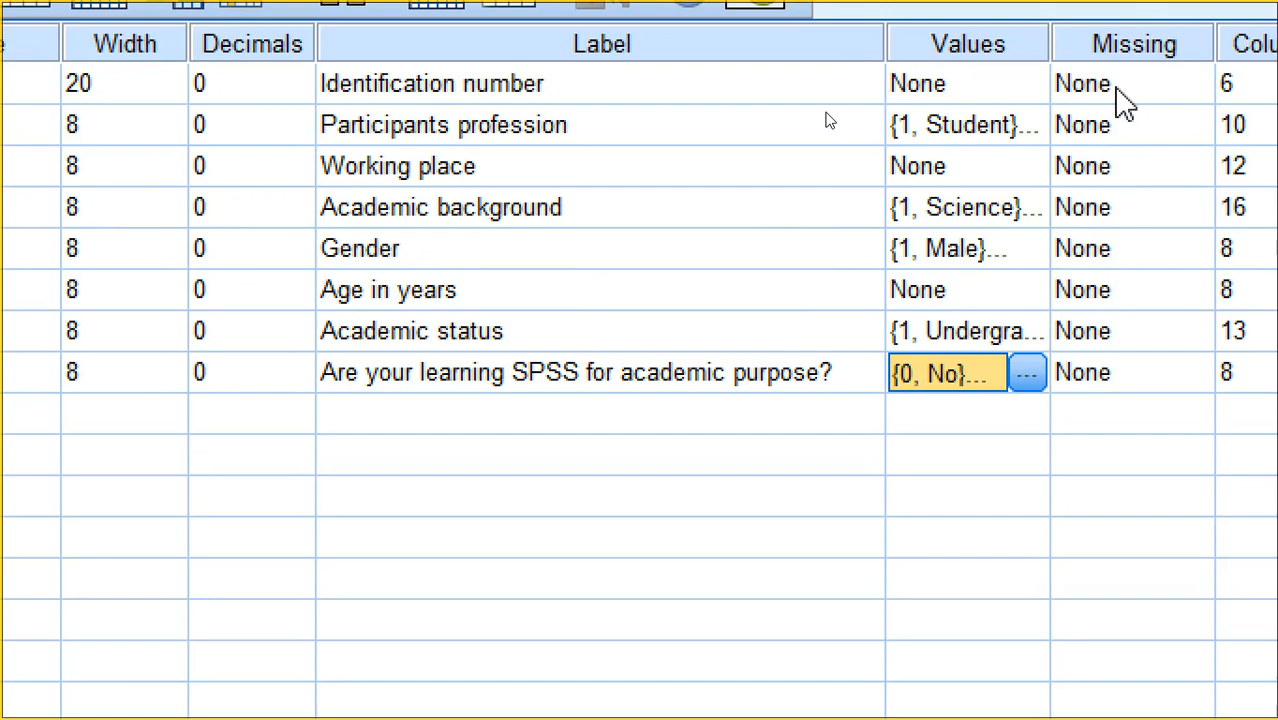 e Width Decimals Label Values Missing Colu
20 0 Identification number None None 6
8 0 Participants profession {1, Student}... None 10
8 0 Working place None None 12
8 0 Academic background {1, Science}... None 16
8 0 Gender {1, Male}... None 8
8 0 Age in years None None 8
8 0 Academic status {1, Undergra... None 13
8 0 Are your learning SPSS for academic purpose? {0, No}... ... None 8